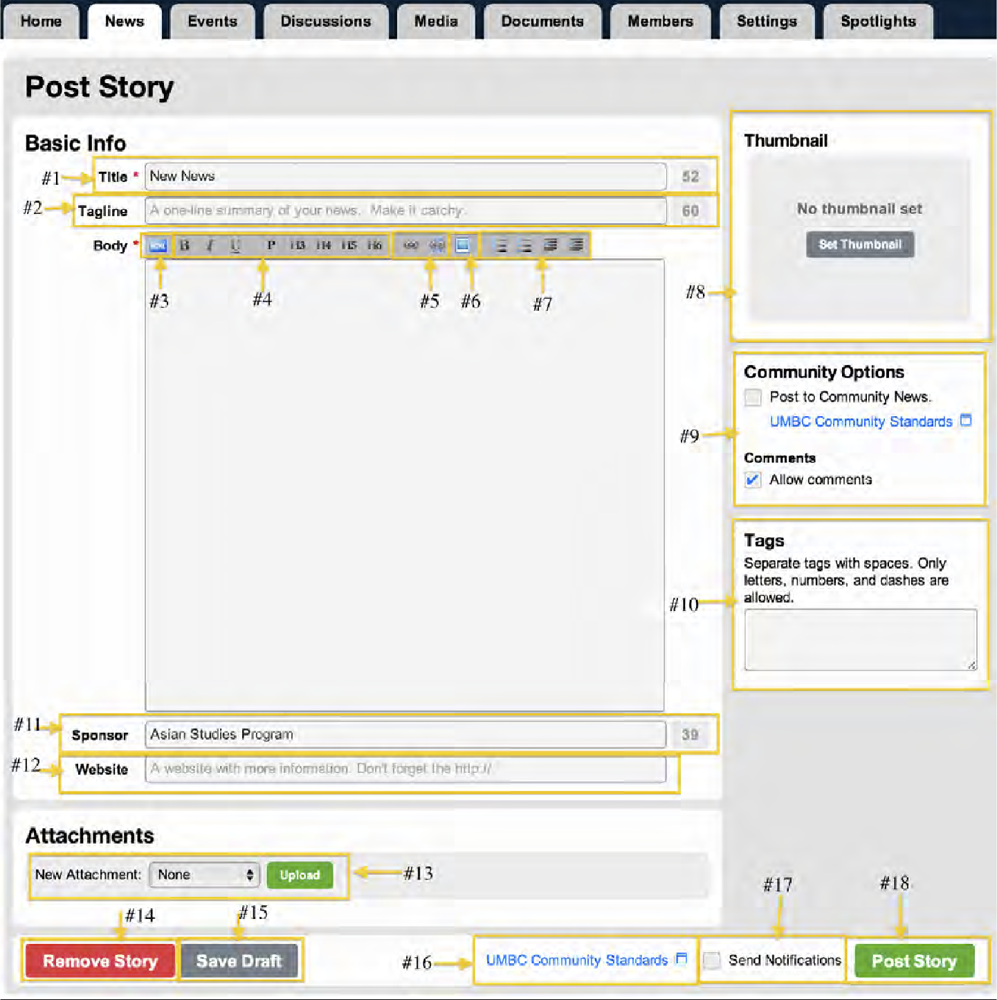 Home News Events Discussions Media Documents Members Settings Spotlights
Post Story
Basic Info
#1 Title * New News 52
#2 Tagline A one-line summary of your news. Make it catchy. 60
Body * HTML B I U P H3 H4 H5 H6
#3 #4 #5 #6 #7
Thumbnail
No thumbnail set
Set Thumbnail
#8
Community Options
Post to Community News.
UMBC Community Standards
#9
Comments
Allow comments
Tags
Separate tags with spaces. Only
letters, numbers, and dashes are
allowed.
#10
#11 Sponsor Asian Studies Program 39
#12 Website A website with more information. Don't forget the http://
Attachments
New Attachment: None Upload #13
#14 #15 #17 #18
Remove Story Save Draft #16 UMBC Community Standards Send Notifications Post Story